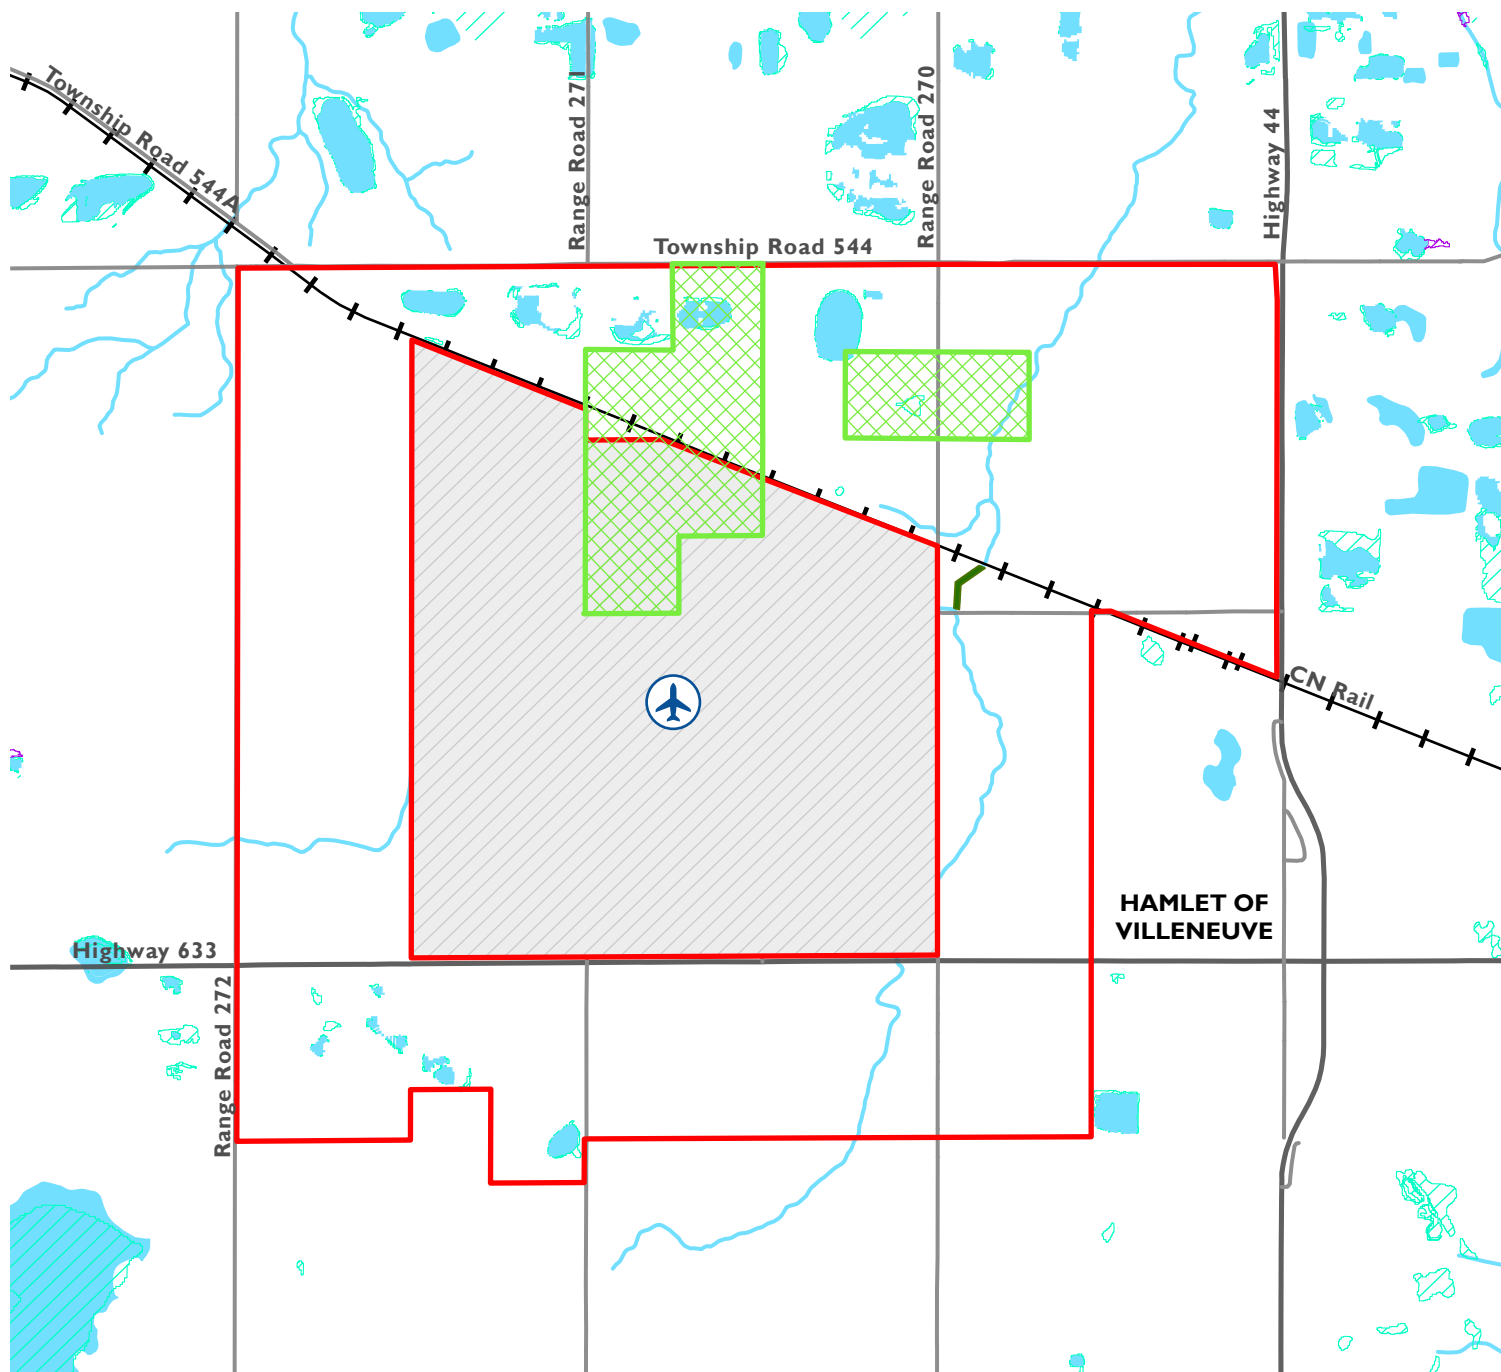 Township Road 544A
Range Road 271
Range Road 270
Highway 44
Township Road 544
CN Rail
HAMLET OF
VILLENEUVE
Highway 633
Range Road 272